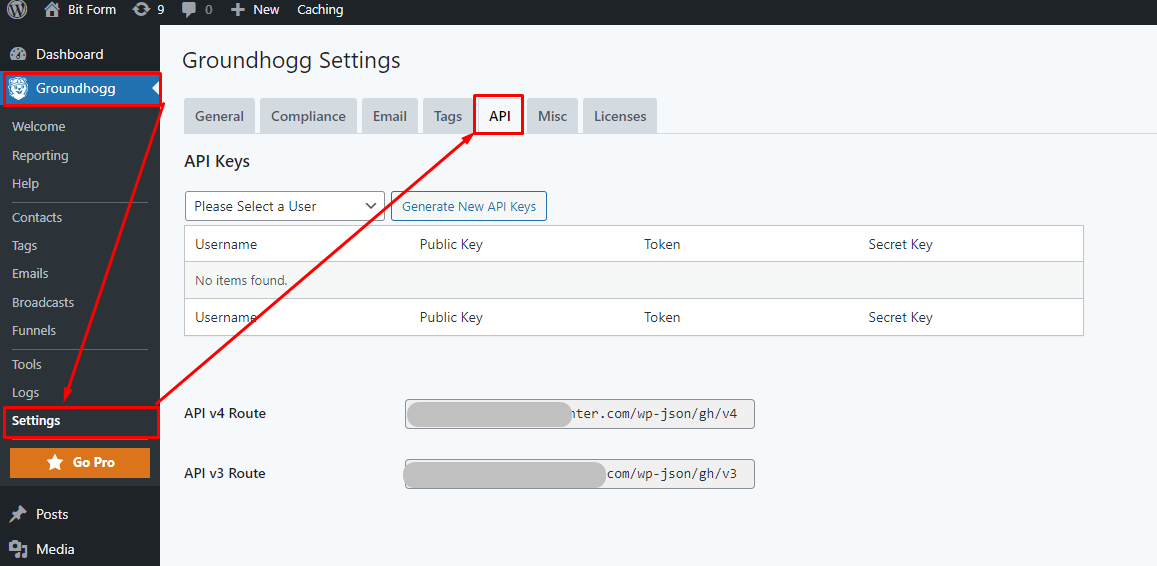 Bit Form 9 0 New Caching
Dashboard
Groundhogg
Welcome
Reporting
Help
Contacts
Tags
Emails
Broadcasts
Funnels
Tools
Logs
Settings
Go Pro
Posts
Media
Groundhogg Settings
General Compliance Email Tags API Misc Licenses
API Keys
Please Select a User Generate New API Keys
Username Public Key Token Secret Key
No items found.
Username Public Key Token Secret Key
API v4 Route nter.com/wp-json/gh/v4
API v3 Route com/wp-json/gh/v3